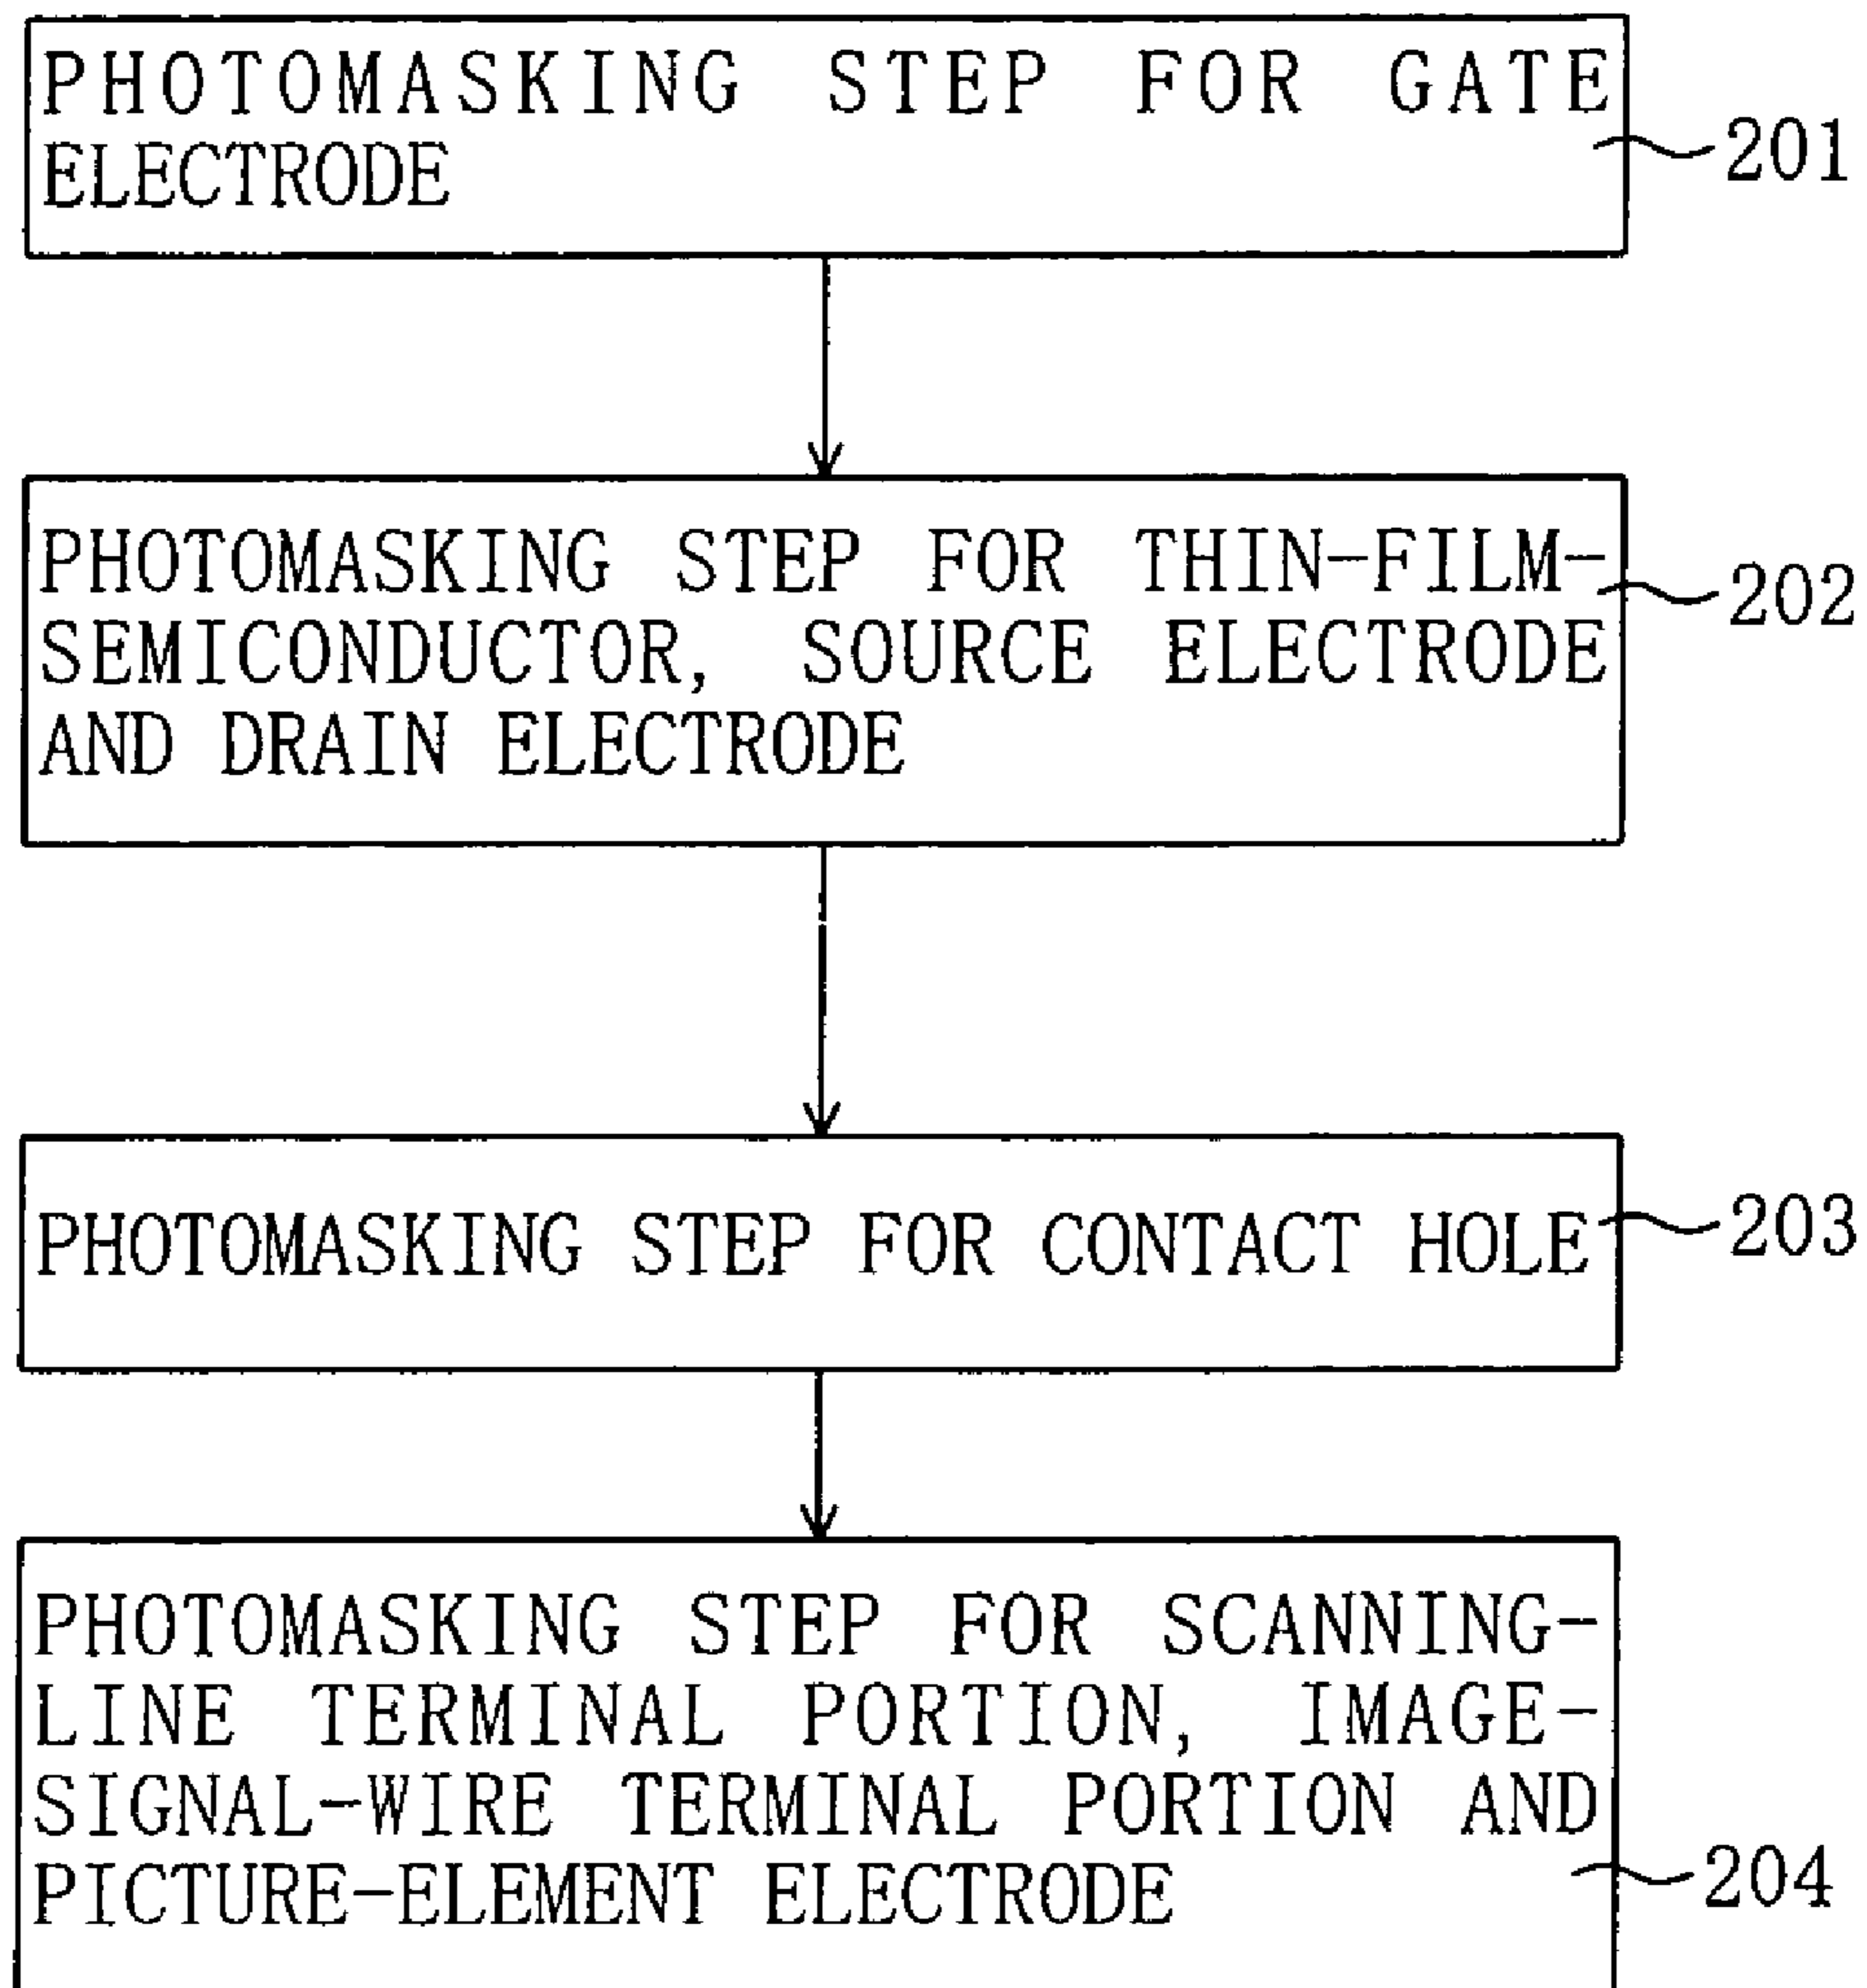 PHOTOMASKING STEP FOR GATE
ELECTRODE
201
PHOTOMASKING STEP FOR THIN-FILM-
SEMICONDUCTOR, SOURCE ELECTRODE
AND DRAIN ELECTRODE
202
PHOTOMASKING STEP FOR CONTACT HOLE
203
PHOTOMASKING STEP FOR SCANNING-
LINE TERMINAL PORTION, IMAGE-
SIGNAL-WIRE TERMINAL PORTION AND
PICTURE-ELEMENT ELECTRODE
204